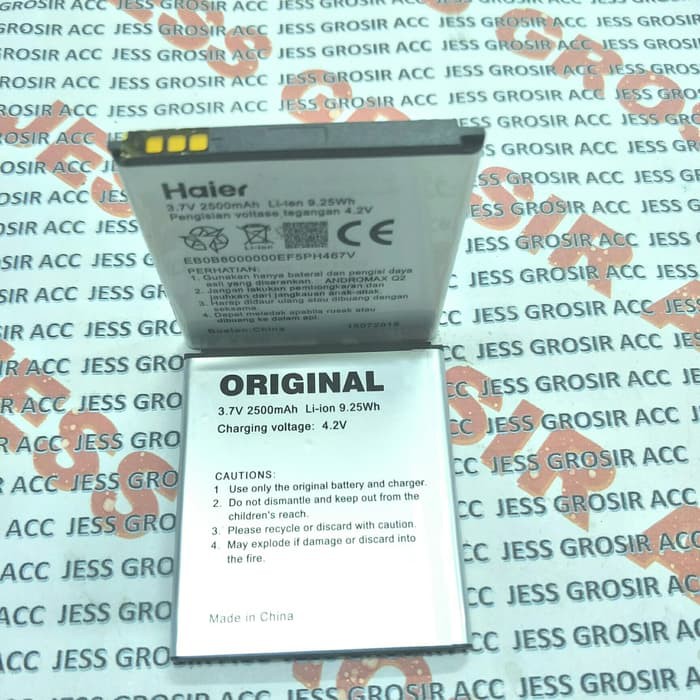 Haier
3.7V 2500mAh Li-ion 9.25Wh
Pengisian voltase tegangan 4.2V
Li-ion
CE
EB0B6000000EF5PH467V
PERHATIAN:
1. Gunakan hanya baterai dan pengisi daya
asli yang disarankan. ANDROMAX Q2
2. Jangan lakukan pembongkaran dan
jauhkan dari jangkauan anak-anak.
3. Harap didaur ulang atau dibuang dengan
seksama.
4. Dapat meledak apabila rusak atau
dibuang ke dalam api.
Buatan China
15072015
ORIGINAL
3.7V 2500mAh Li-ion 9.25Wh
Charging voltage: 4.2V
CAUTIONS:
1 Use only the original battery and charger.
2. Do not dismantle and keep out from the
children's reach.
3. Please recycle or discard with caution.
4. May explode if damage or discard into
the fire.
Made in China
JESS GROSIR ACC